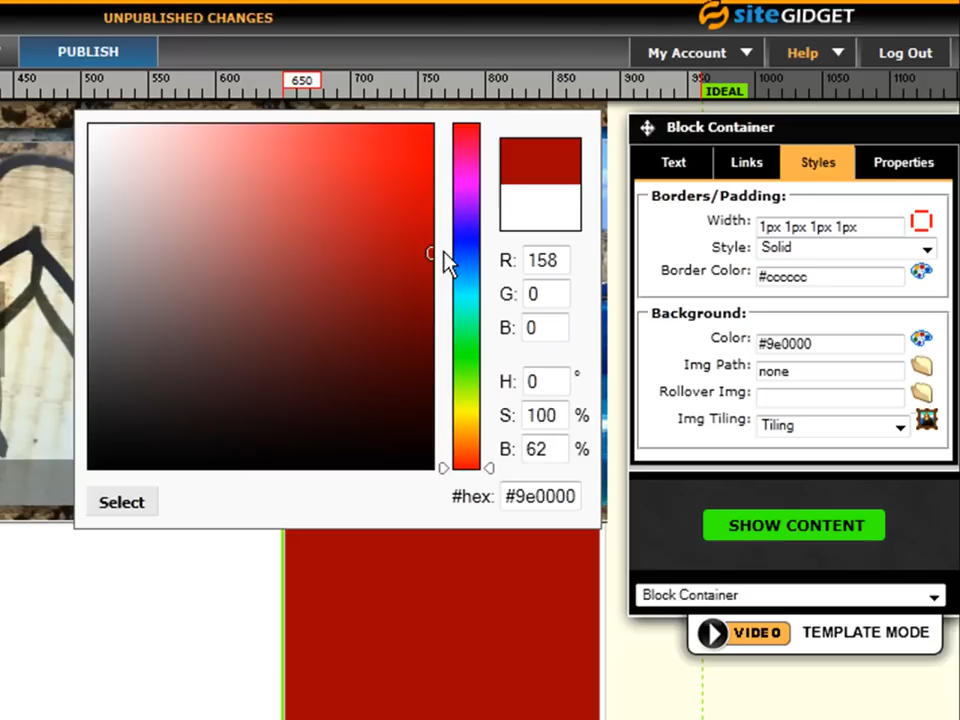 UNPUBLISHED CHANGES
siteGIDGET
PUBLISH
My Account
Help
Log Out
450 500 550 600 650 700 750 800 850 300 950 1000 1050 1100
IDEAL
Block Container
Text Links Styles Properties
Borders/Padding:
Width: 1px 1px 1px 1px
Style: Solid
Border Color: #cccccc
Background:
Color: #9e0000
Img Path: none
Rollover Img:
Img Tiling: Tiling
R: 158
G: 0
B: 0
H: 0 °
S: 100 %
B: 62 %
#hex: #9e0000
Select
SHOW CONTENT
Block Container
VIDEO TEMPLATE MODE